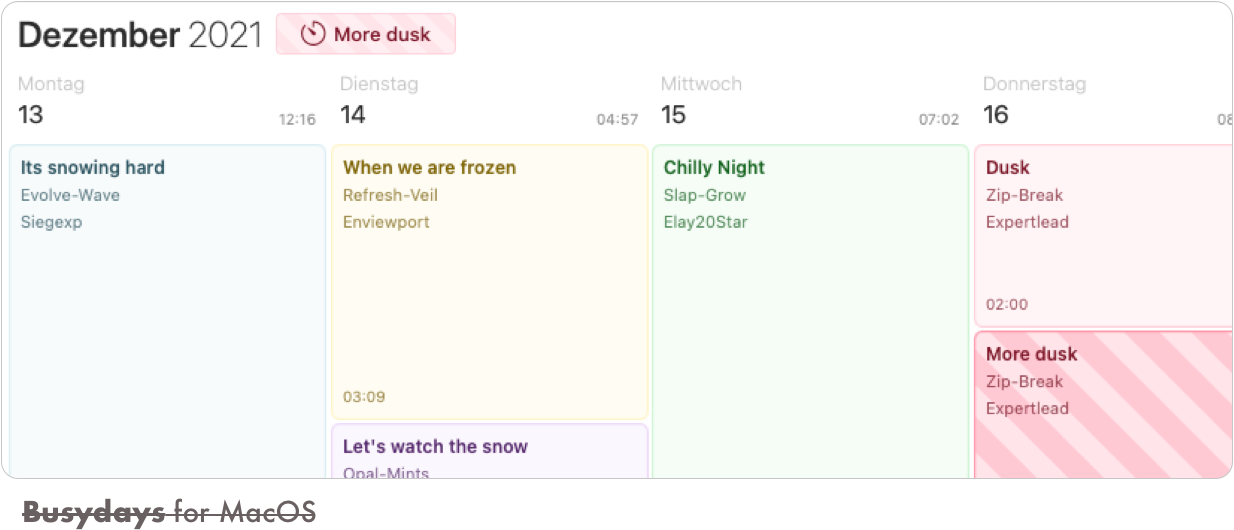 Dezember 2021 More dusk
Montag
13 12:16
Its snowing hard
Evolve-Wave
Siegexp
Dienstag
14 04:57
When we are frozen
Refresh-Veil
Enviewport
03:09
Let's watch the snow
Opal-Mints
Mittwoch
15 07:02
Chilly Night
Slap-Grow
Elay20Star
Donnerstag
16 08
Dusk
Zip-Break
Expertlead
02:00
More dusk
Zip-Break
Expertlead
Busydays for MacOS